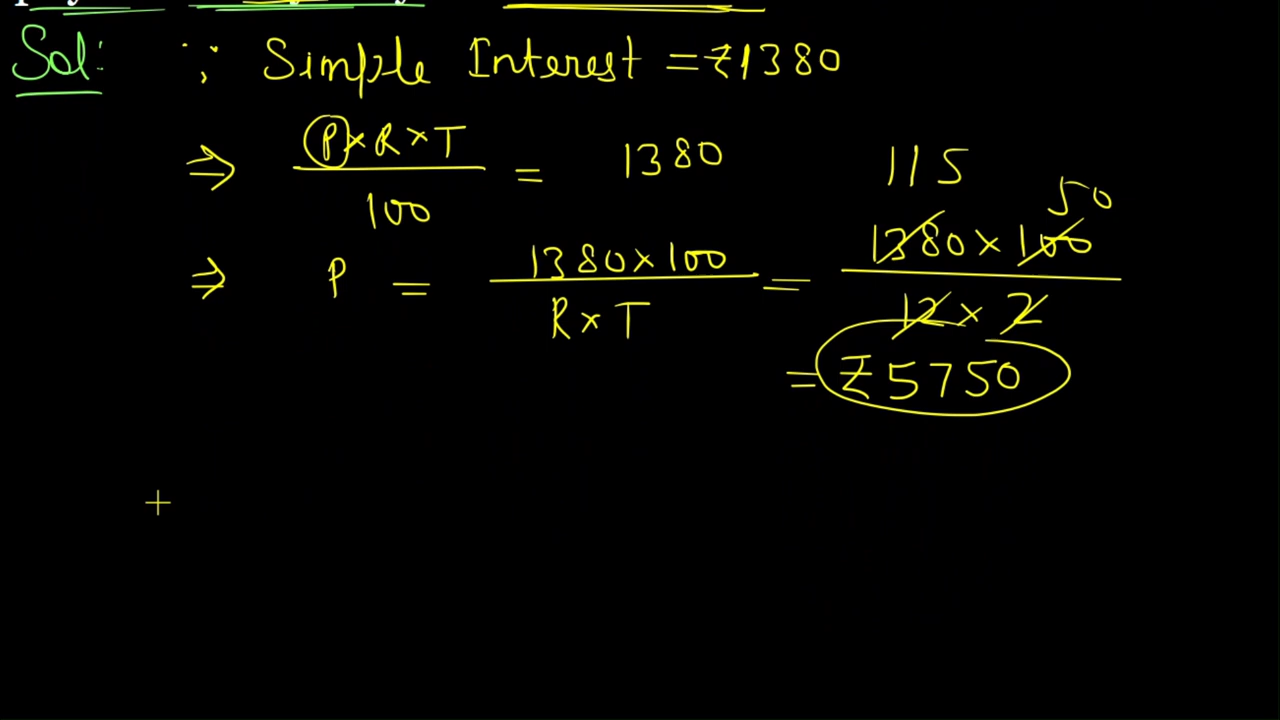 Sol: ∵ Simple Interest = ₹1380
⇒ P×R×T / 100 = 1380
⇒ P = 1380×100 / R×T = 1380 × 100 / 12 × 2
115 50
= ₹5750